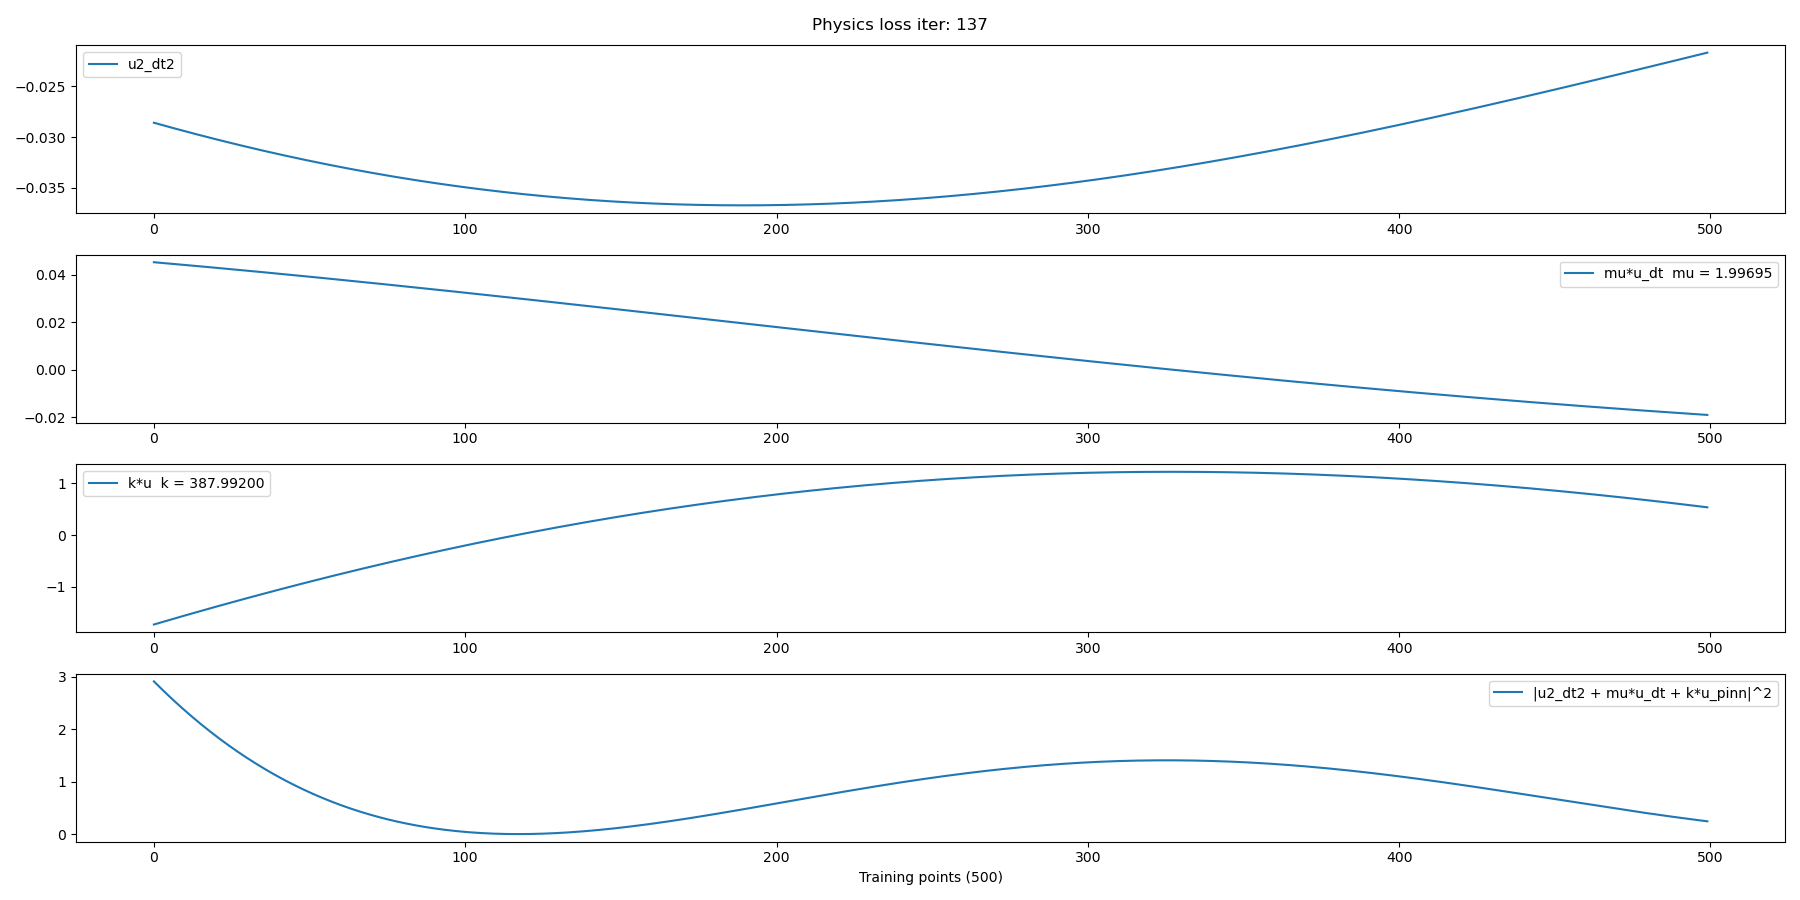 Physics loss iter: 137
u2_dt2
−0.025
−0.030
−0.035
0 100 200 300 400 500
mu*u_dt  mu = 1.99695
0.04
0.02
0.00
−0.02
0 100 200 300 400 500
k*u  k = 387.99200
1
0
−1
0 100 200 300 400 500
|u2_dt2 + mu*u_dt + k*u_pinn|^2
3
2
1
0
0 100 200 300 400 500
Training points (500)